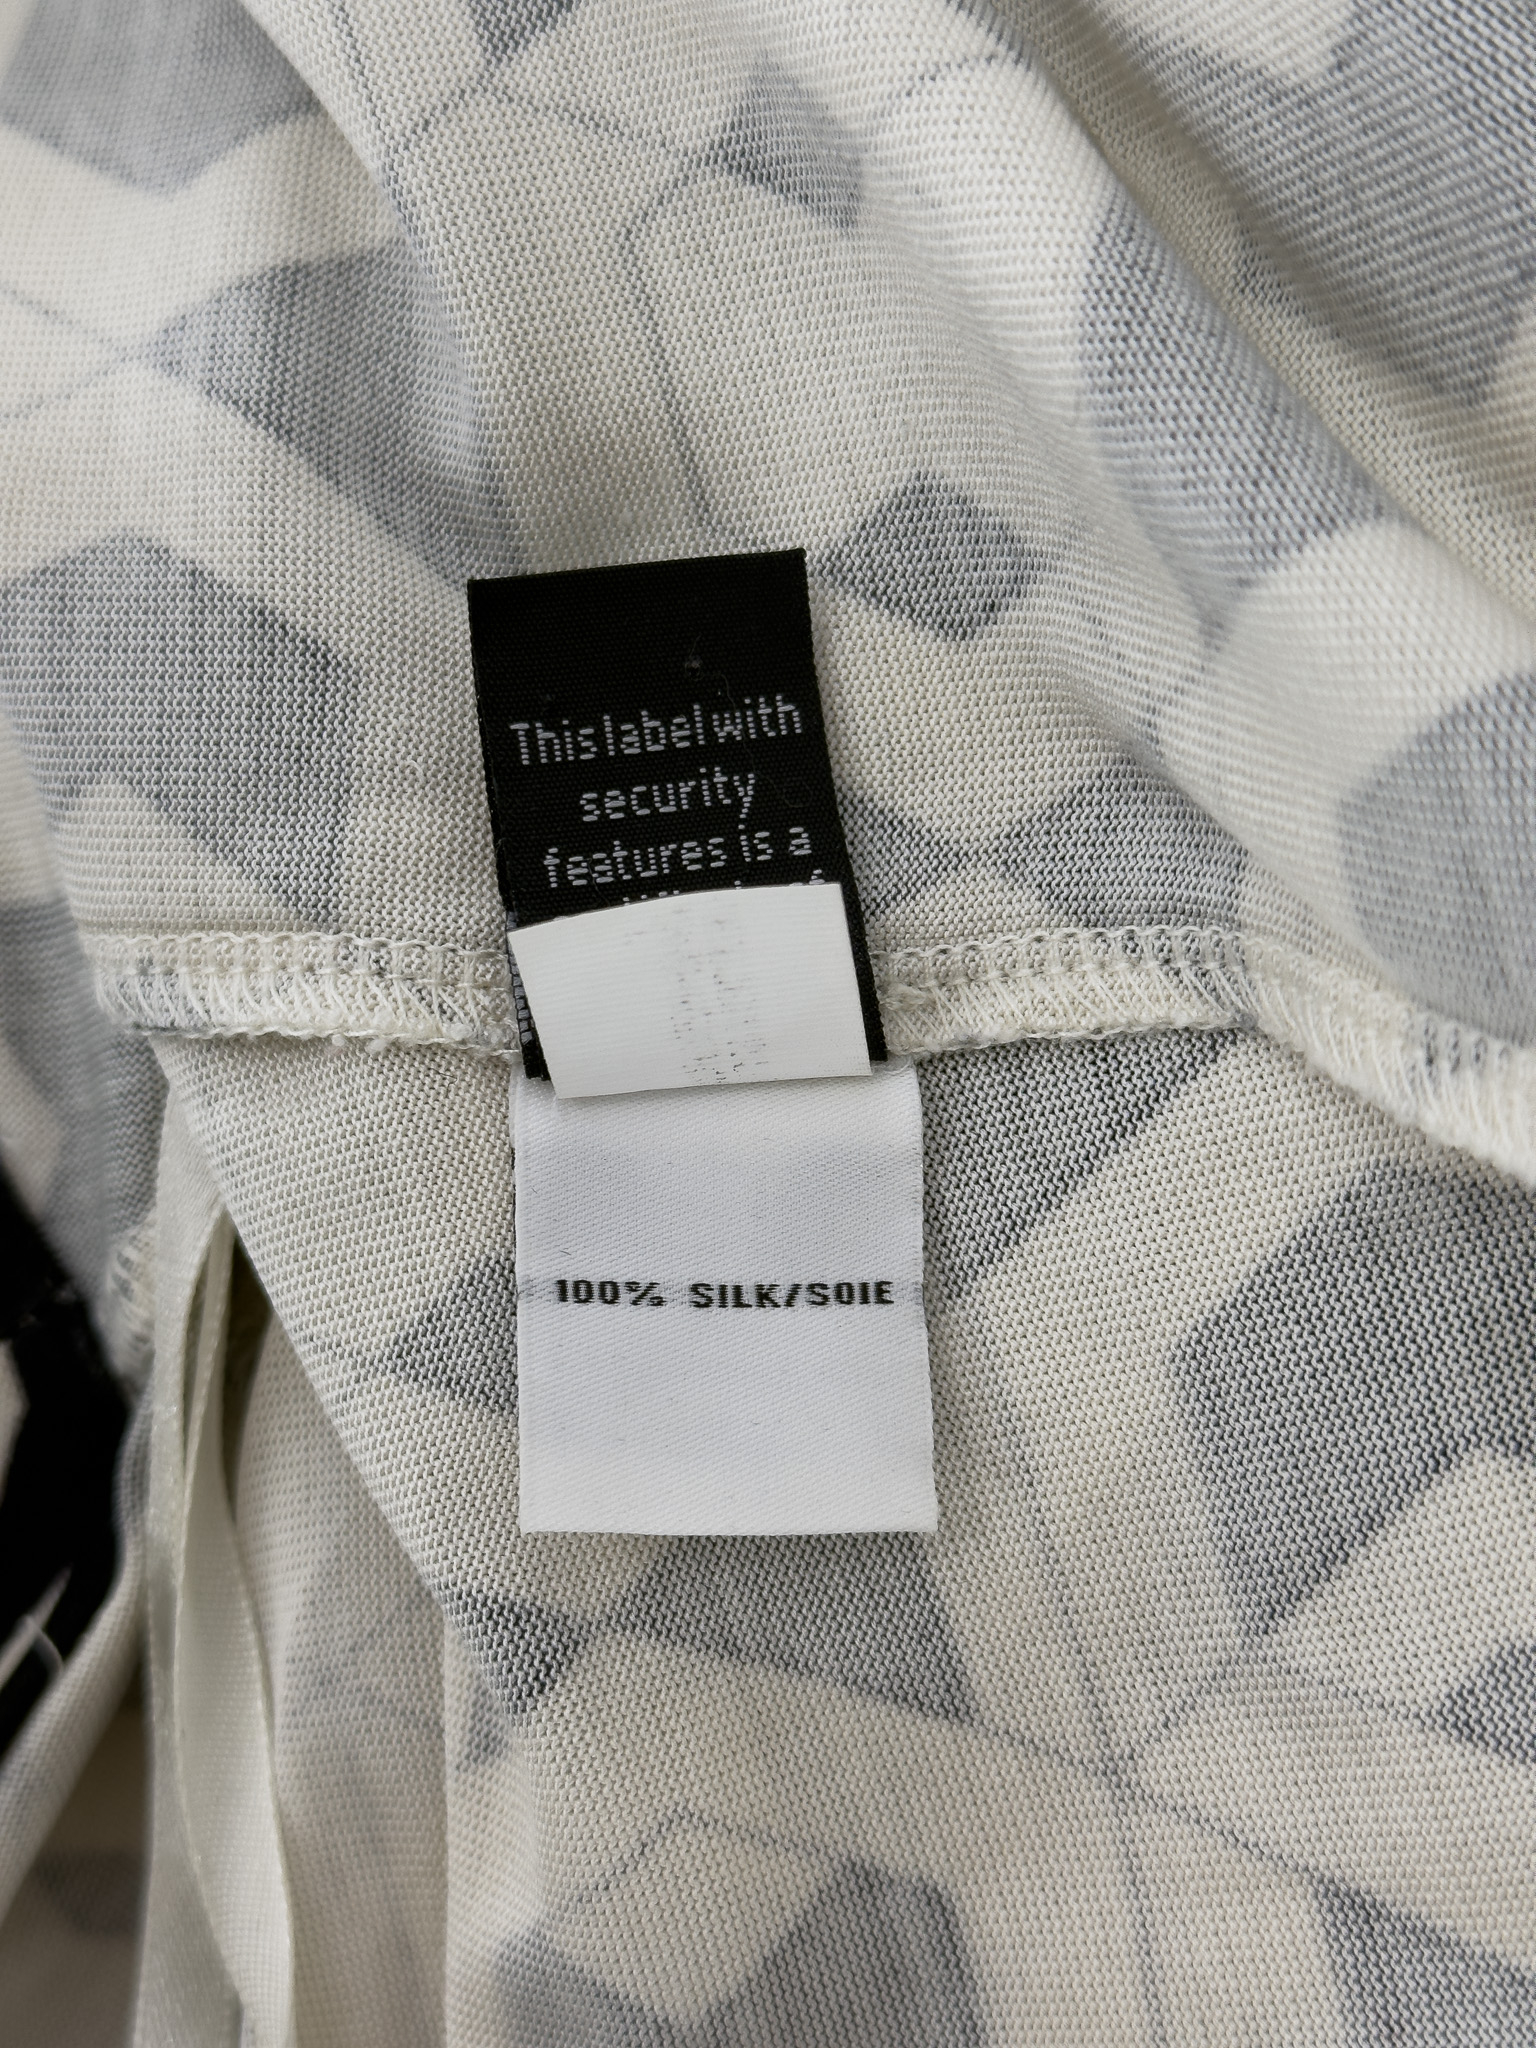 This label with
security
features is a
100% SILK/SOIE